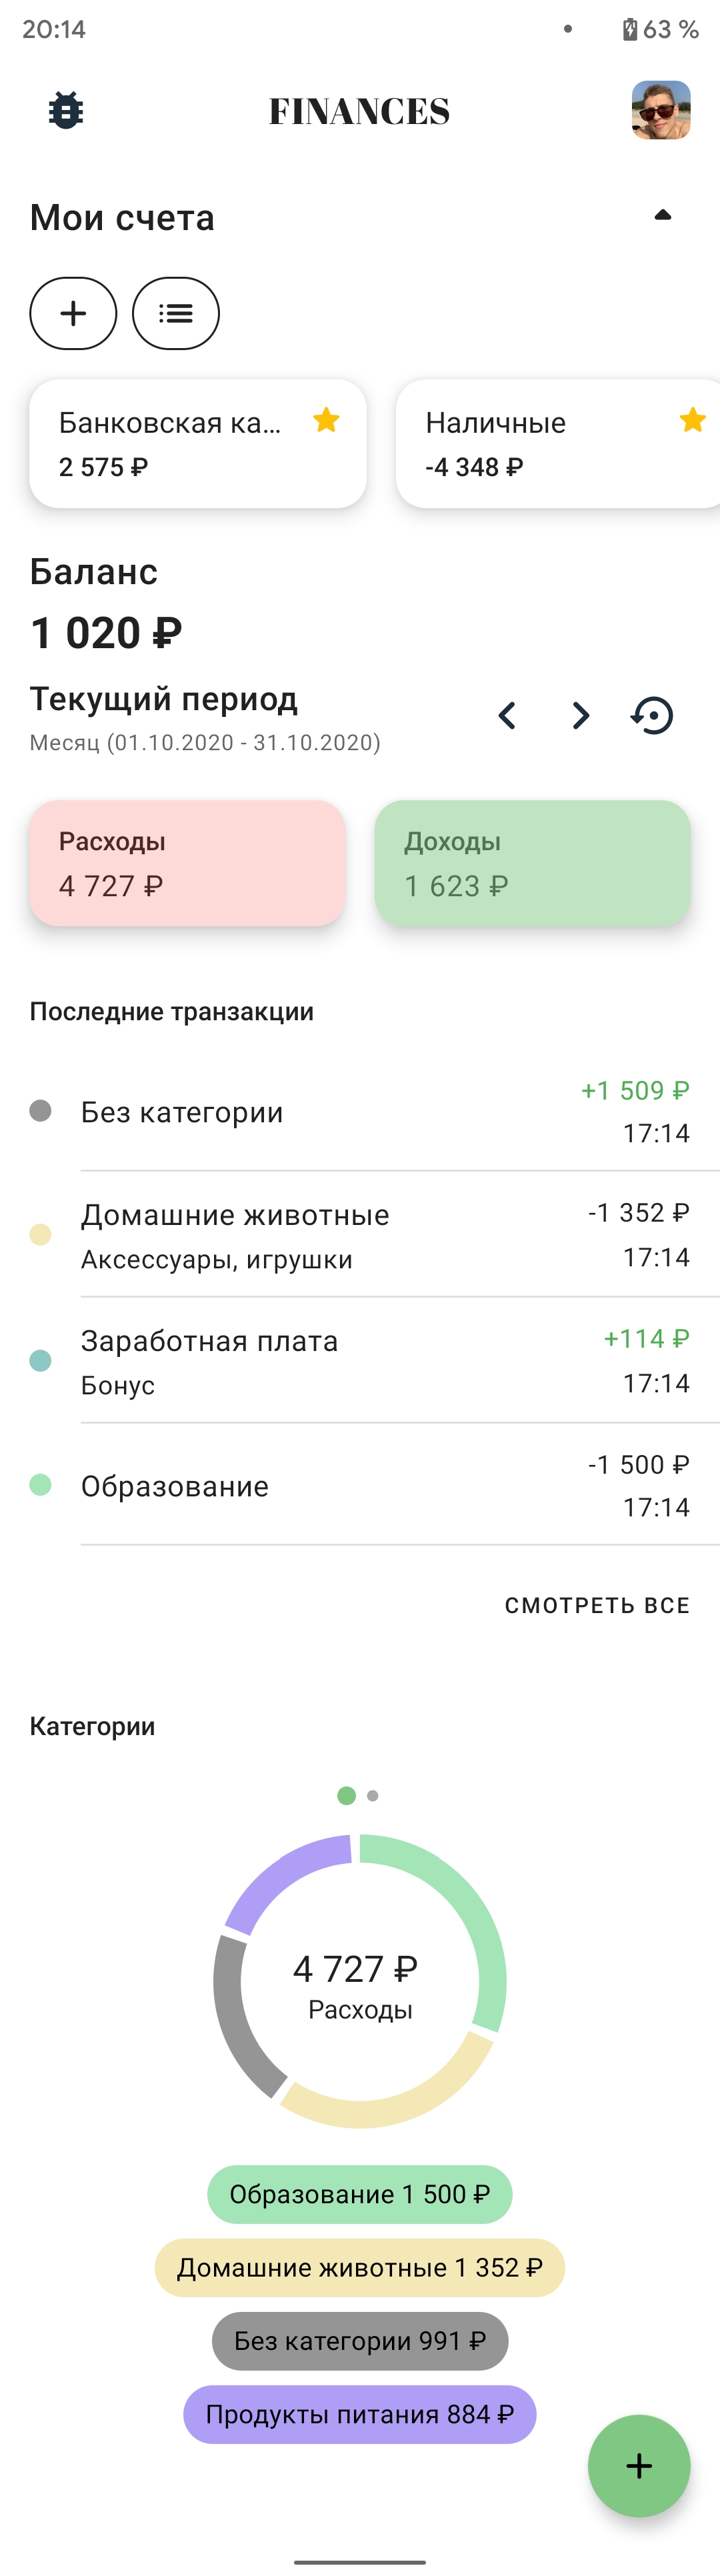 20:14
63 %
FINANCES
Мои счета
Банковская ка...
2 575 ₽
Наличные
-4 348 ₽
Баланс
1 020 ₽
Текущий период
Месяц (01.10.2020 - 31.10.2020)
Расходы
4 727 ₽
Доходы
1 623 ₽
Последние транзакции
Без категории
+1 509 ₽
17:14
Домашние животные
-1 352 ₽
Аксессуары, игрушки
17:14
Заработная плата
+114 ₽
Бонус
17:14
Образование
-1 500 ₽
17:14
СМОТРЕТЬ ВСЕ
Категории
4 727 ₽
Расходы
Образование 1 500 ₽
Домашние животные 1 352 ₽
Без категории 991 ₽
Продукты питания 884 ₽